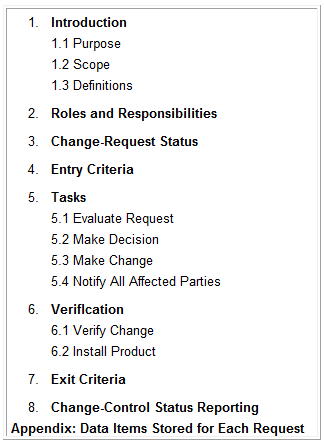 1. Introduction
1.1 Purpose
1.2 Scope
1.3 Definitions
2. Roles and Responsibilities
3. Change-Request Status
4. Entry Criteria
5. Tasks
5.1 Evaluate Request
5.2 Make Decision
5.3 Make Change
5.4 Notify All Affected Parties
6. VerifIcation
6.1 Verify Change
6.2 Install Product
7. Exit Criteria
8. Change-Control Status Reporting
Appendix: Data Items Stored for Each Request